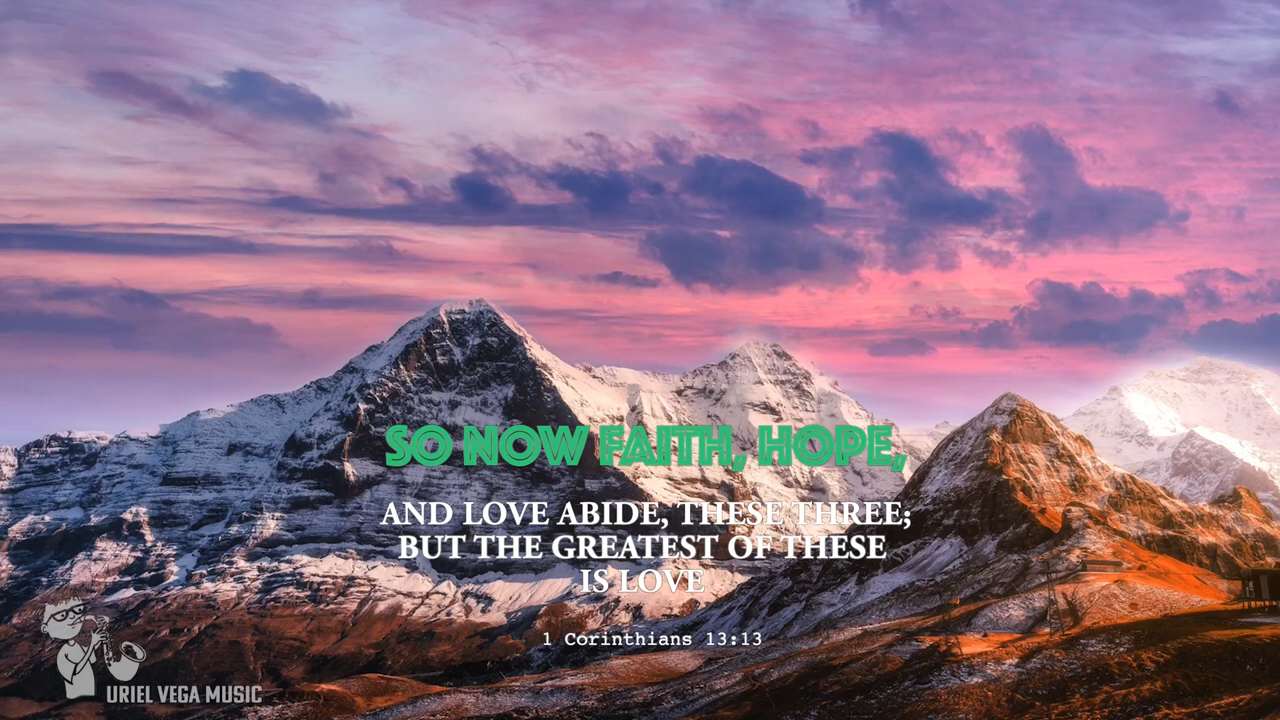 SO NOW FAITH, HOPE,
AND LOVE ABIDE, THESE THREE;
BUT THE GREATEST OF THESE
IS LOVE
1 Corinthians 13:13
URIEL VEGA MUSIC